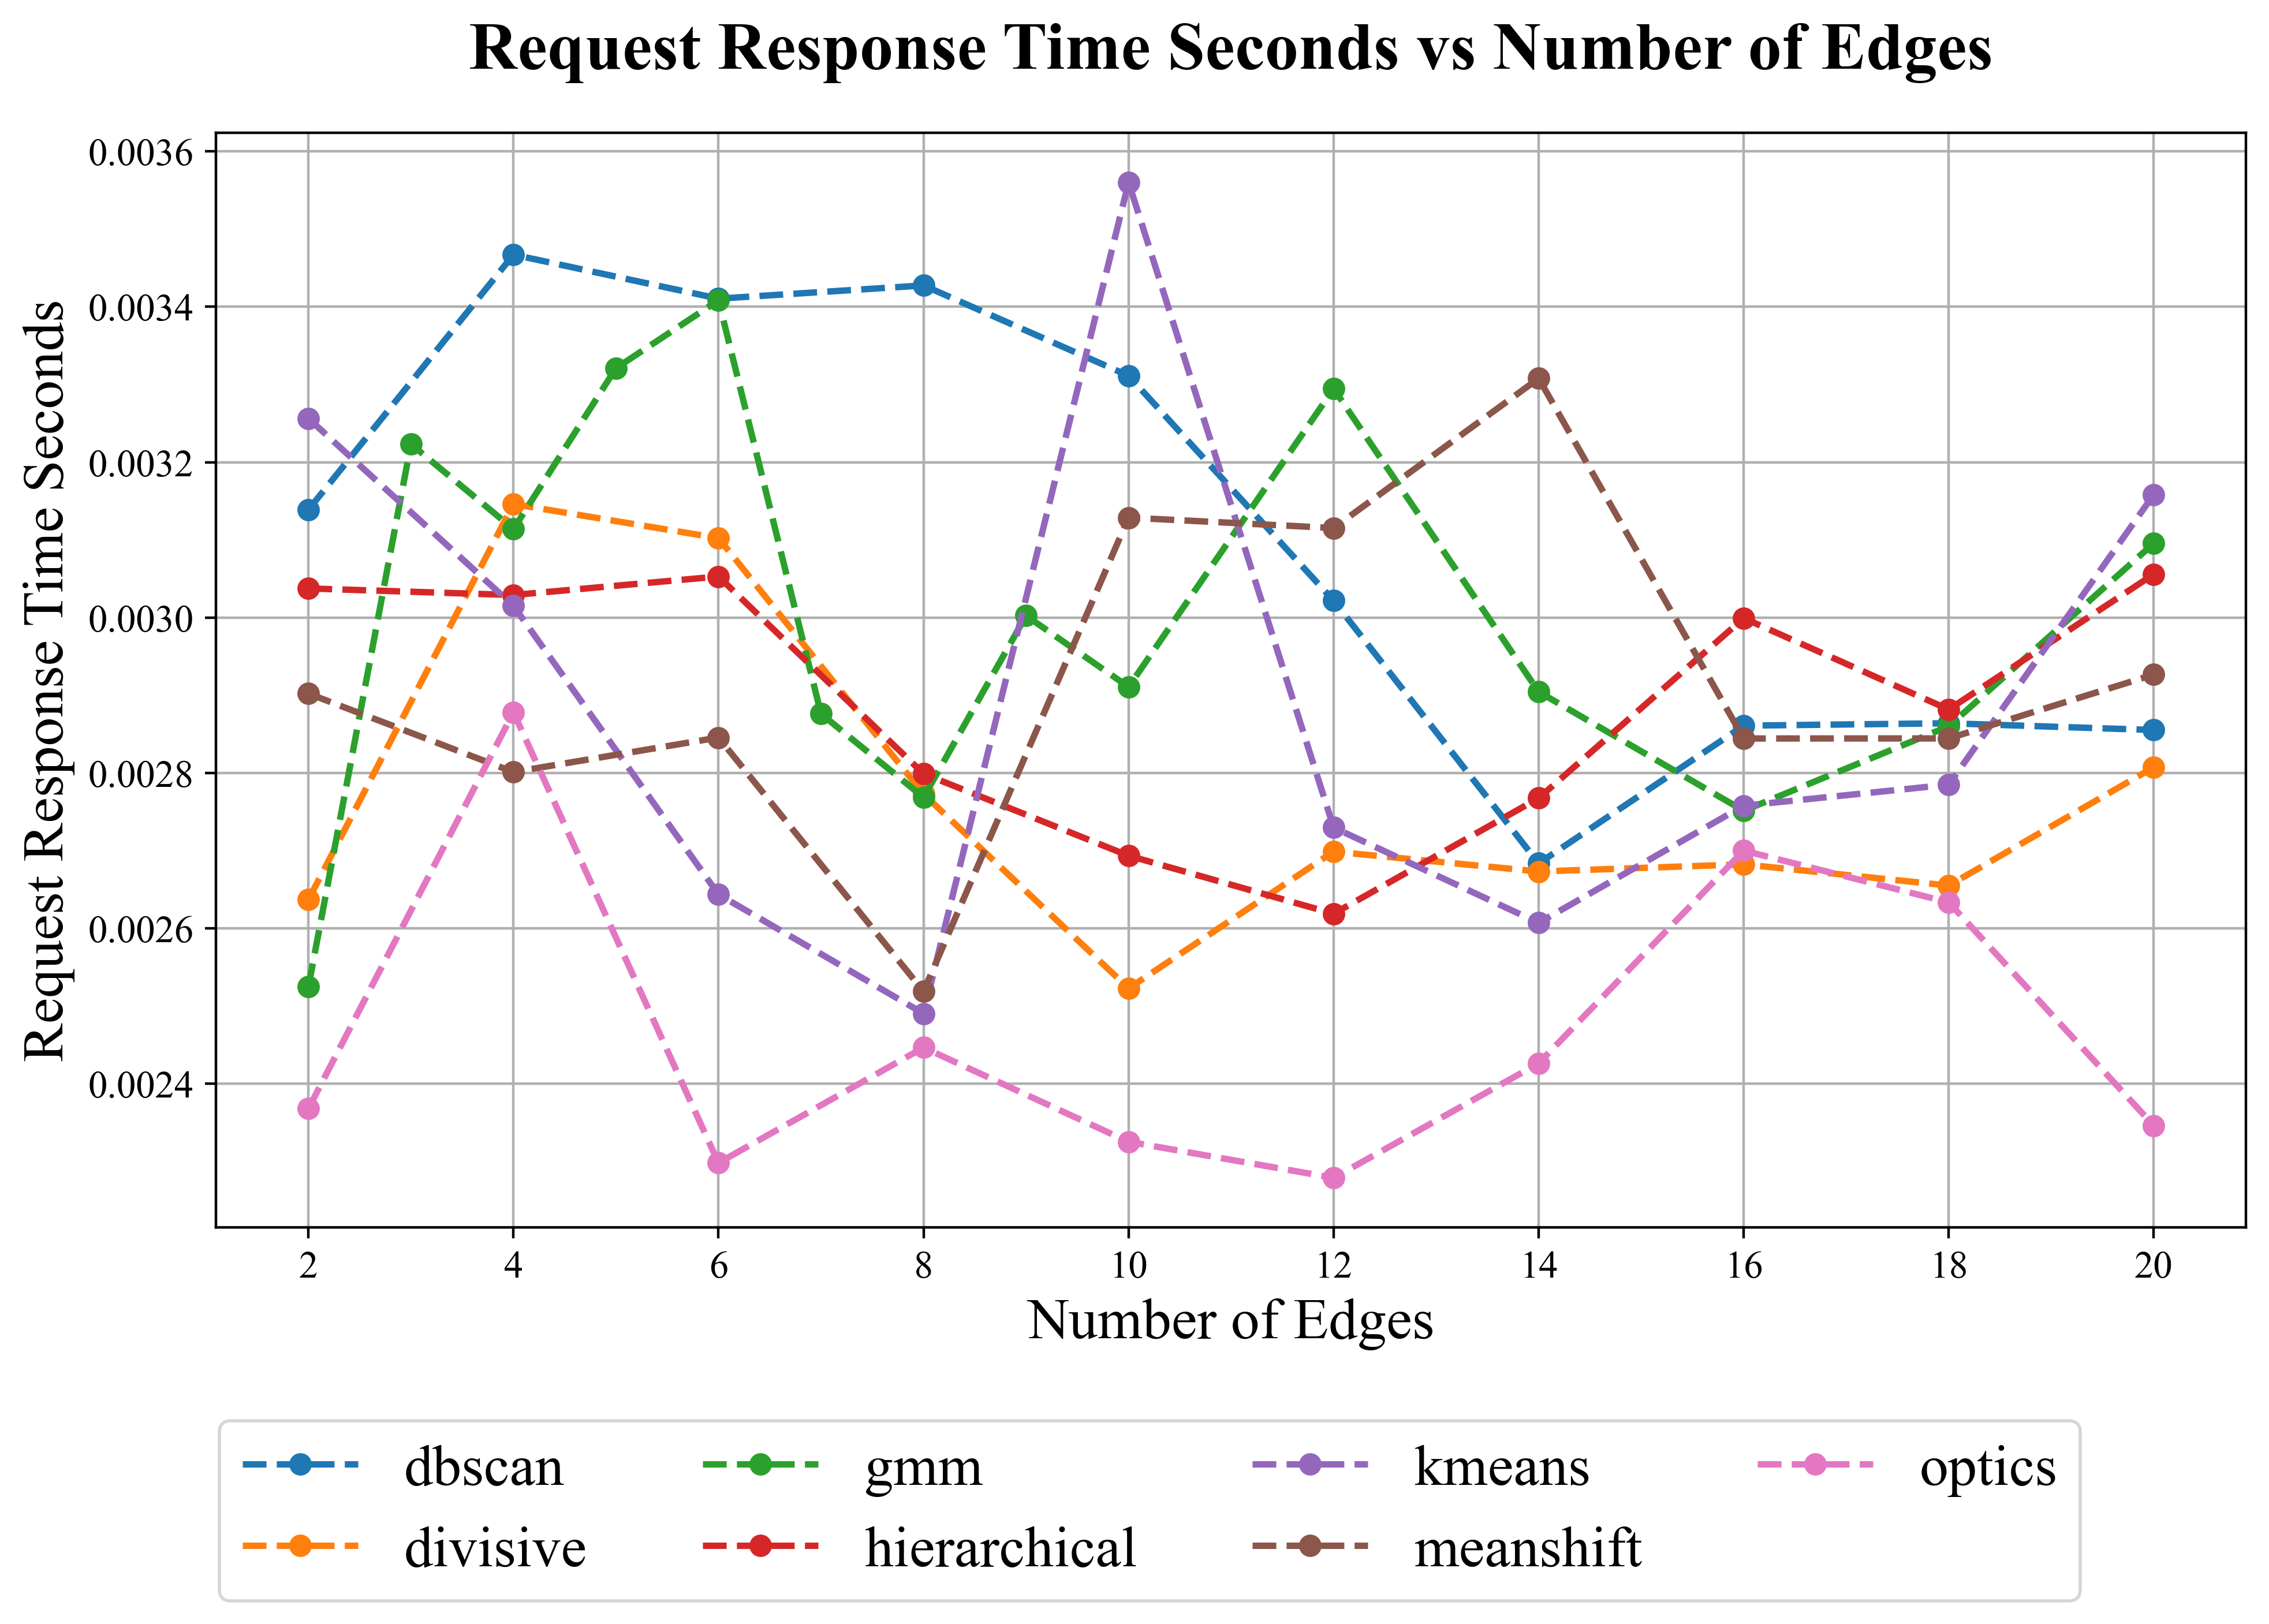 Request Response Time Seconds vs Number of Edges
Request Response Time Seconds
0.0036
0.0034
0.0032
0.0030
0.0028
0.0026
0.0024
2 4 6 8 10 12 14 16 18 20
Number of Edges
dbscan gmm kmeans optics
divisive hierarchical meanshift